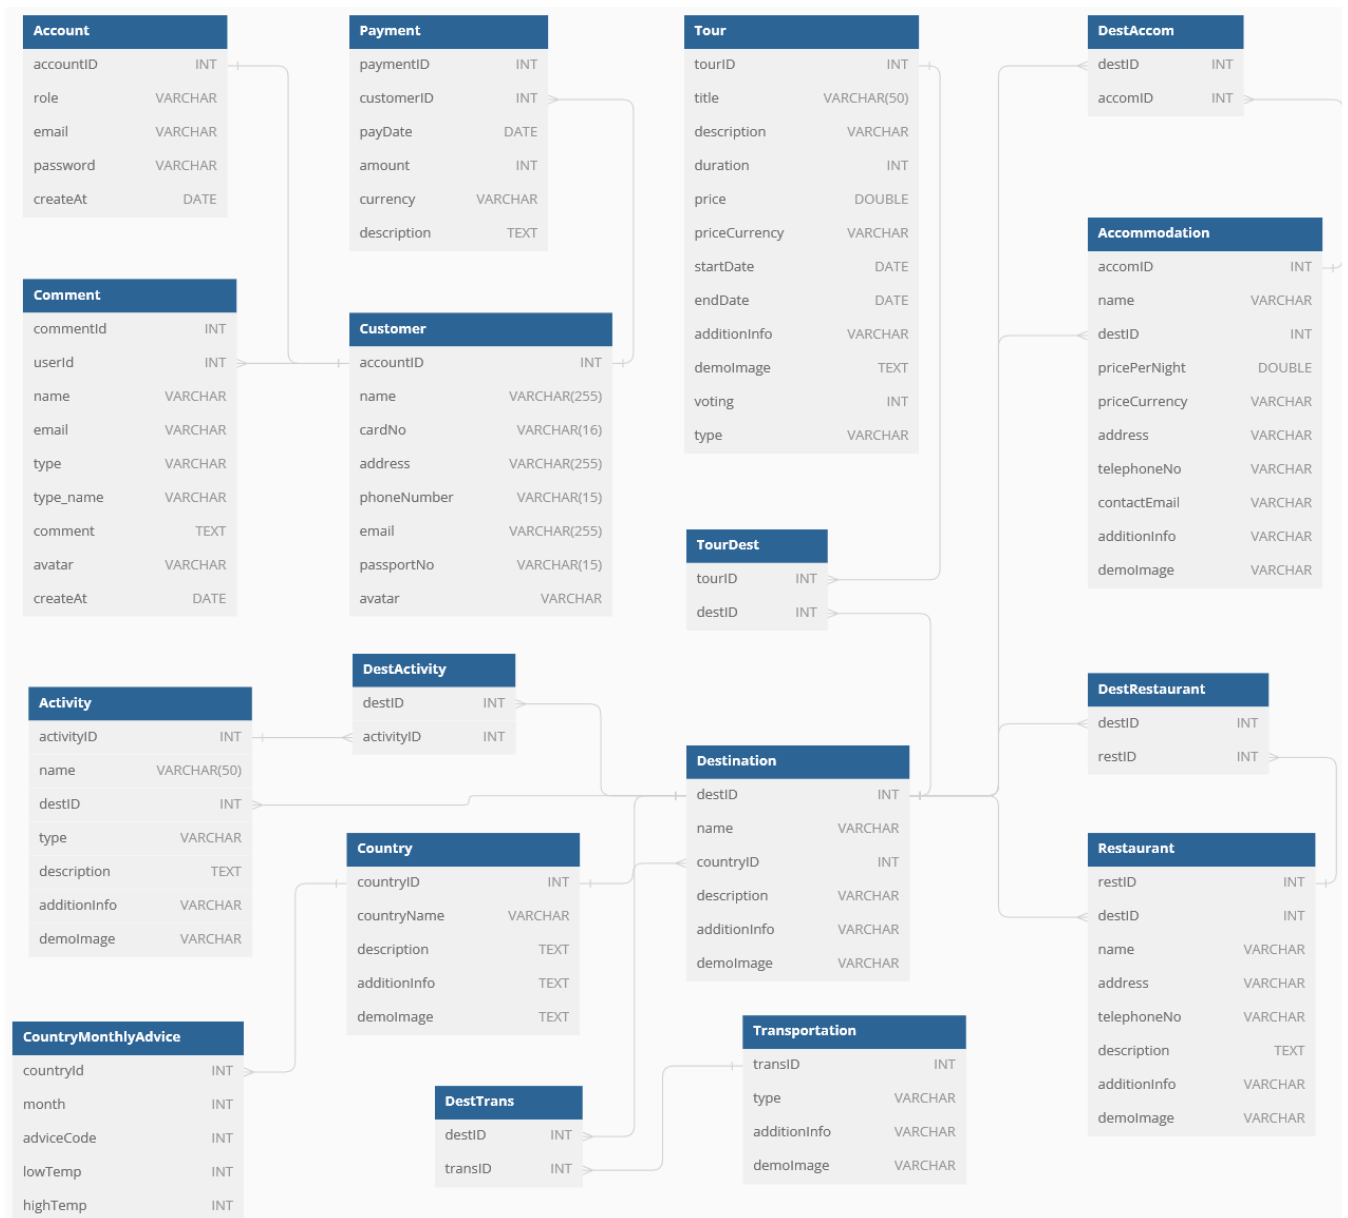 Account
accountID INT
role VARCHAR
email VARCHAR
password VARCHAR
createAt DATE
Payment
paymentID INT
customerID INT
payDate DATE
amount INT
currency VARCHAR
description TEXT
Tour
tourID INT
title VARCHAR(50)
description VARCHAR
duration INT
price DOUBLE
priceCurrency VARCHAR
startDate DATE
endDate DATE
additionInfo VARCHAR
demoImage TEXT
voting INT
type VARCHAR
DestAccom
destID INT
accomID INT
Accommodation
accomID INT
name VARCHAR
destID INT
pricePerNight DOUBLE
priceCurrency VARCHAR
address VARCHAR
telephoneNo VARCHAR
contactEmail VARCHAR
additionInfo VARCHAR
demoImage VARCHAR
Comment
commentId INT
userId INT
name VARCHAR
email VARCHAR
type VARCHAR
type_name VARCHAR
comment TEXT
avatar VARCHAR
createAt DATE
Customer
accountID INT
name VARCHAR(255)
cardNo VARCHAR(16)
address VARCHAR(255)
phoneNumber VARCHAR(15)
email VARCHAR(255)
passportNo VARCHAR(15)
avatar VARCHAR
TourDest
tourID INT
destID INT
DestActivity
destID INT
activityID INT
Activity
activityID INT
name VARCHAR(50)
destID INT
type VARCHAR
description TEXT
additionInfo VARCHAR
demoImage VARCHAR
Destination
destID INT
name VARCHAR
countryID INT
description VARCHAR
additionInfo VARCHAR
demoImage VARCHAR
DestRestaurant
destID INT
restID INT
Restaurant
restID INT
destID INT
name VARCHAR
address VARCHAR
telephoneNo VARCHAR
description TEXT
additionInfo VARCHAR
demoImage VARCHAR
Country
countryID INT
countryName VARCHAR
description TEXT
additionInfo TEXT
demoImage TEXT
CountryMonthlyAdvice
countryId INT
month INT
adviceCode INT
lowTemp INT
highTemp INT
DestTrans
destID INT
transID INT
Transportation
transID INT
type VARCHAR
additionInfo VARCHAR
demoImage VARCHAR